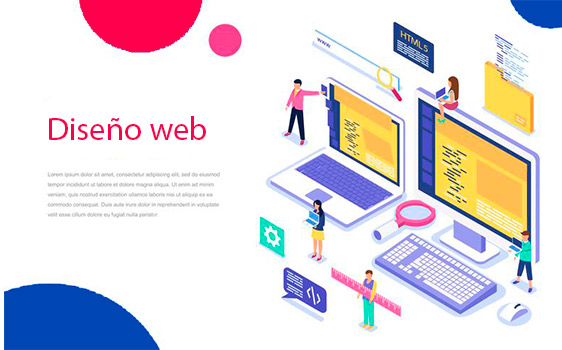 WWW
HTML5
Diseño web
Lorem ipsum dolor sit amet, consectetur adipiscing elit, sed do eiusmod
tempor incididunt ut labore et dolore magna aliqua. Ut enim ad minim
veniam, quis nostrud exercitation ullamco laboris nisi ut aliquip ex ea
commodo consequat. Duis aute irure dolor in reprehenderit in voluptate
velit esse cillum dolore eu fugiat nulla pariatur